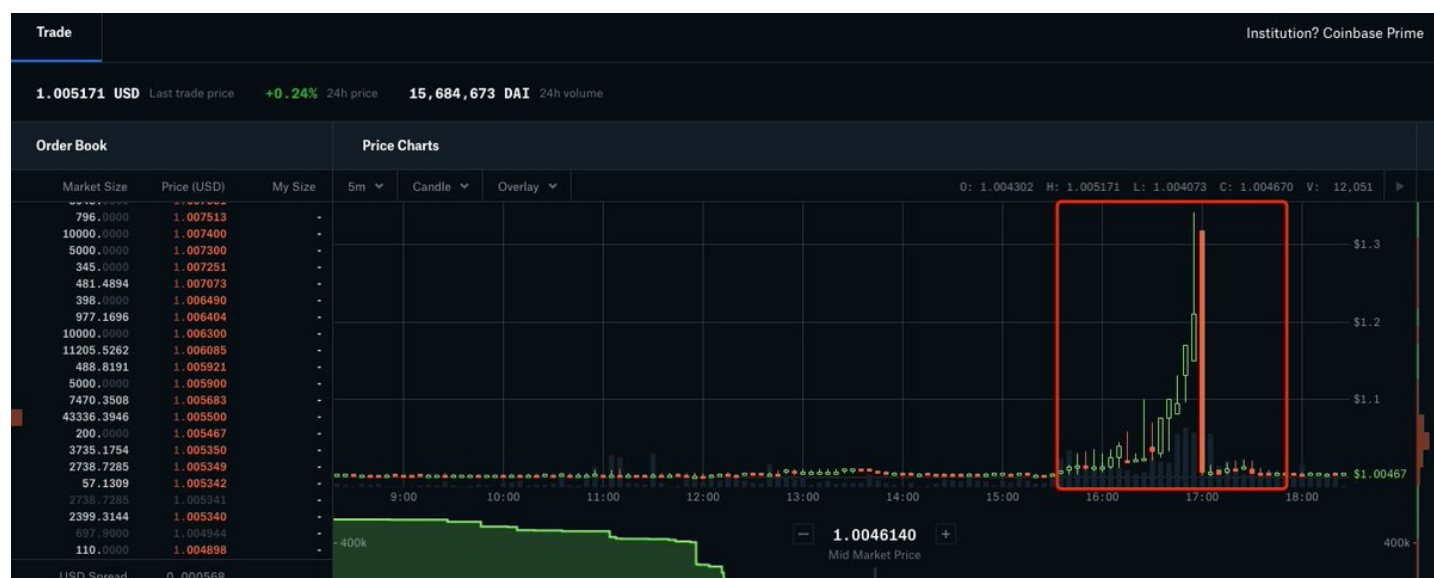 Trade
Institution? Coinbase Prime
1.005171 USD Last trade price +0.24% 24h price 15,684,673 DAI 24h volume
Order Book
Price Charts
Market Size Price (USD) My Size
5m Candle Overlay
O: 1.004302 H: 1.005171 L: 1.004073 C: 1.004670 V: 12,051
796.0000 1.007513 -
10000.0000 1.007400 -
5000.0000 1.007300 -
345.0000 1.007251 -
481.4894 1.007073 -
398.0000 1.006490 -
977.1696 1.006404 -
10000.0000 1.006300 -
11205.5262 1.006085 -
488.8191 1.005921 -
5000.0000 1.005900 -
7470.3508 1.005683 -
43336.3946 1.005500 -
200.0000 1.005467 -
3735.1754 1.005350 -
2738.7285 1.005349 -
57.1309 1.005342 -
2738.7285 1.005341 -
2399.3144 1.005340 -
697.9000 1.004944 -
110.0000 1.004898 -
USD Spread 0.000568
$1.3
$1.2
$1.1
$1.00467
9:00 10:00 11:00 12:00 13:00 14:00 15:00 16:00 17:00 18:00
- 1.0046140 +
Mid Market Price
400k
400k